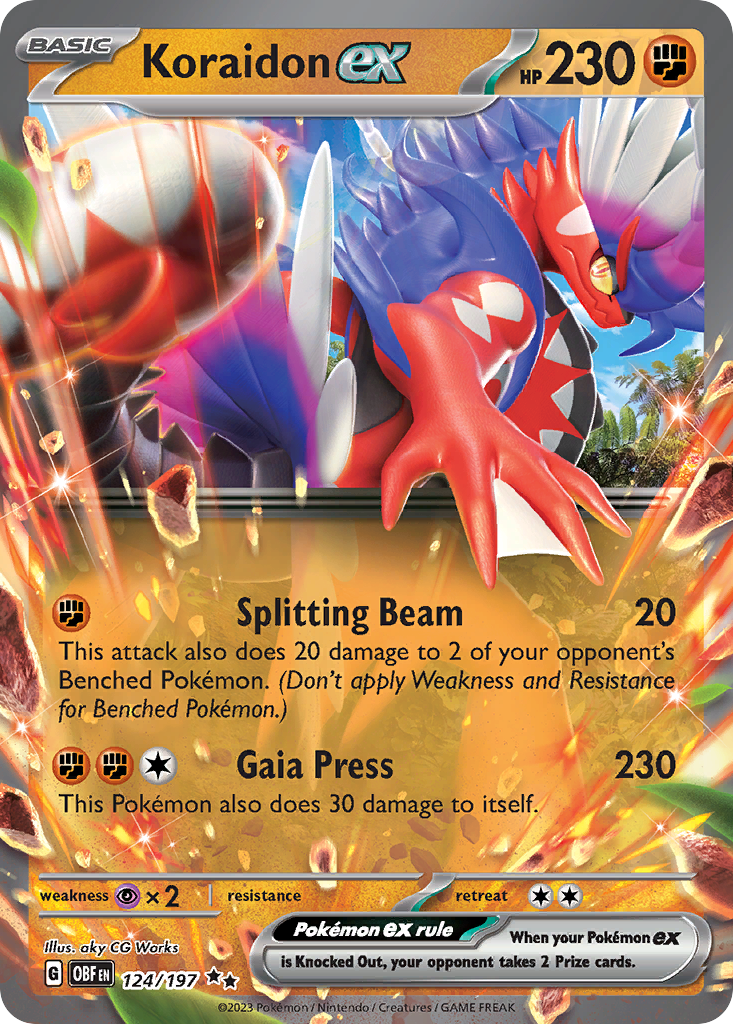 BASIC
Koraidon ex
HP 230
Splitting Beam 20
This attack also does 20 damage to 2 of your opponent's
Benched Pokémon. (Don't apply Weakness and Resistance
for Benched Pokémon.)
Gaia Press 230
This Pokémon also does 30 damage to itself.
weakness ×2 resistance retreat
Pokémon ex rule When your Pokémon ex
is Knocked Out, your opponent takes 2 Prize cards.
Illus. aky CG Works
G OBF EN 124/197
©2023 Pokémon / Nintendo / Creatures / GAME FREAK